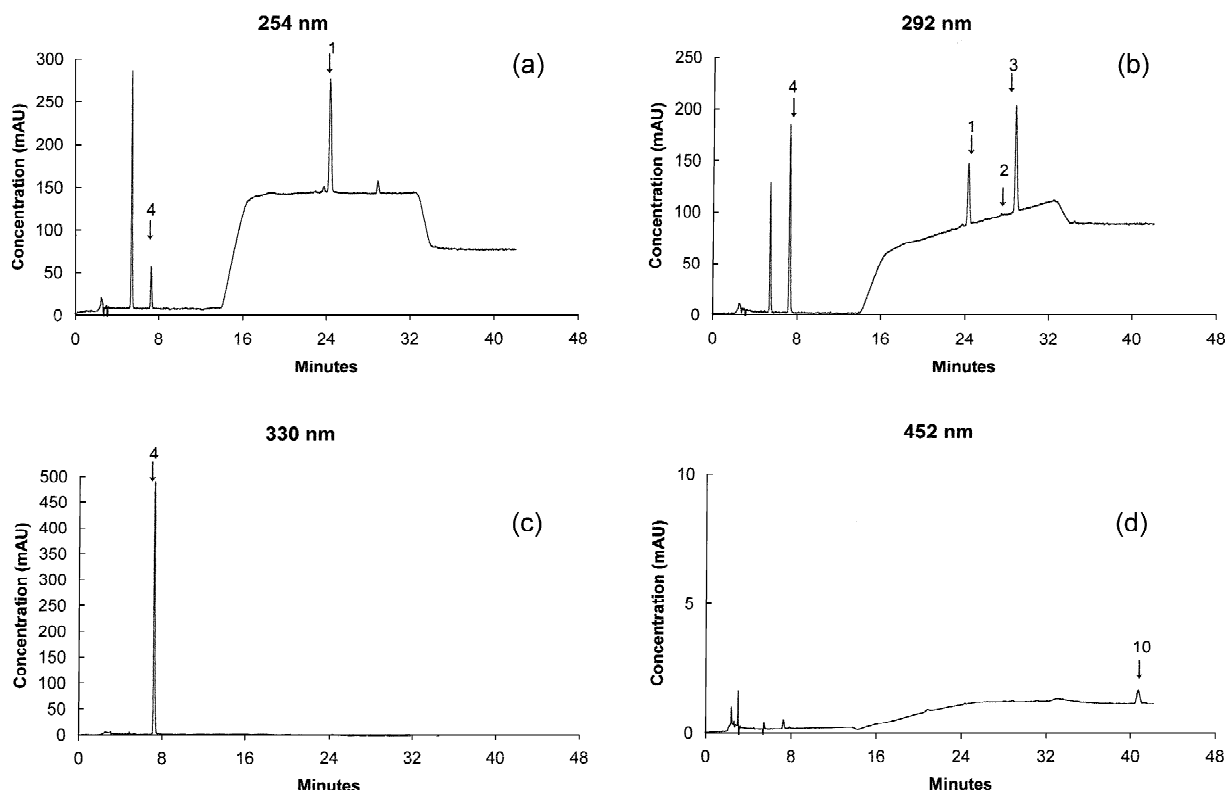 254 nm
(a)
1
4
Concentration (mAU)
300
250
200
150
100
50
0
0 8 16 24 32 40 48
Minutes
292 nm
(b)
3
4
1
2
Concentration (mAU)
250
200
150
100
50
0
0 8 16 24 32 40 48
Minutes
330 nm
4
(c)
Concentration (mAU)
500
450
400
350
300
250
200
150
100
50
0
0 8 16 24 32 40 48
Minutes
452 nm
(d)
10
Concentration (mAU)
10
5
0
0 8 16 24 32 40 48
Minutes